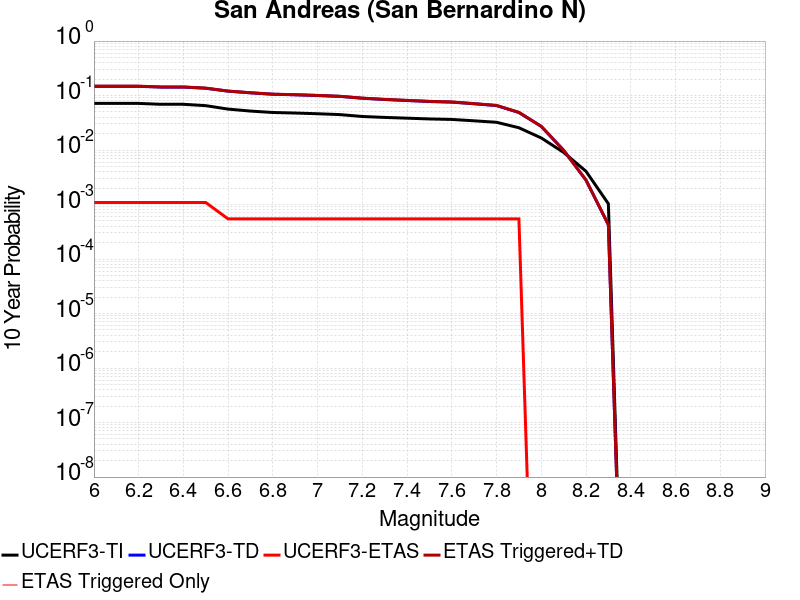 San Andreas (San Bernardino N)
10 0
10 -1
10 -2
10 -3
10 -4
10 -5
10 -6
10 -7
10 -8
10 Year Probability
6 6.2 6.4 6.6 6.8 7 7.2 7.4 7.6 7.8 8 8.2 8.4 8.6 8.8 9
Magnitude
UCERF3-TI UCERF3-TD UCERF3-ETAS ETAS Triggered+TD
ETAS Triggered Only